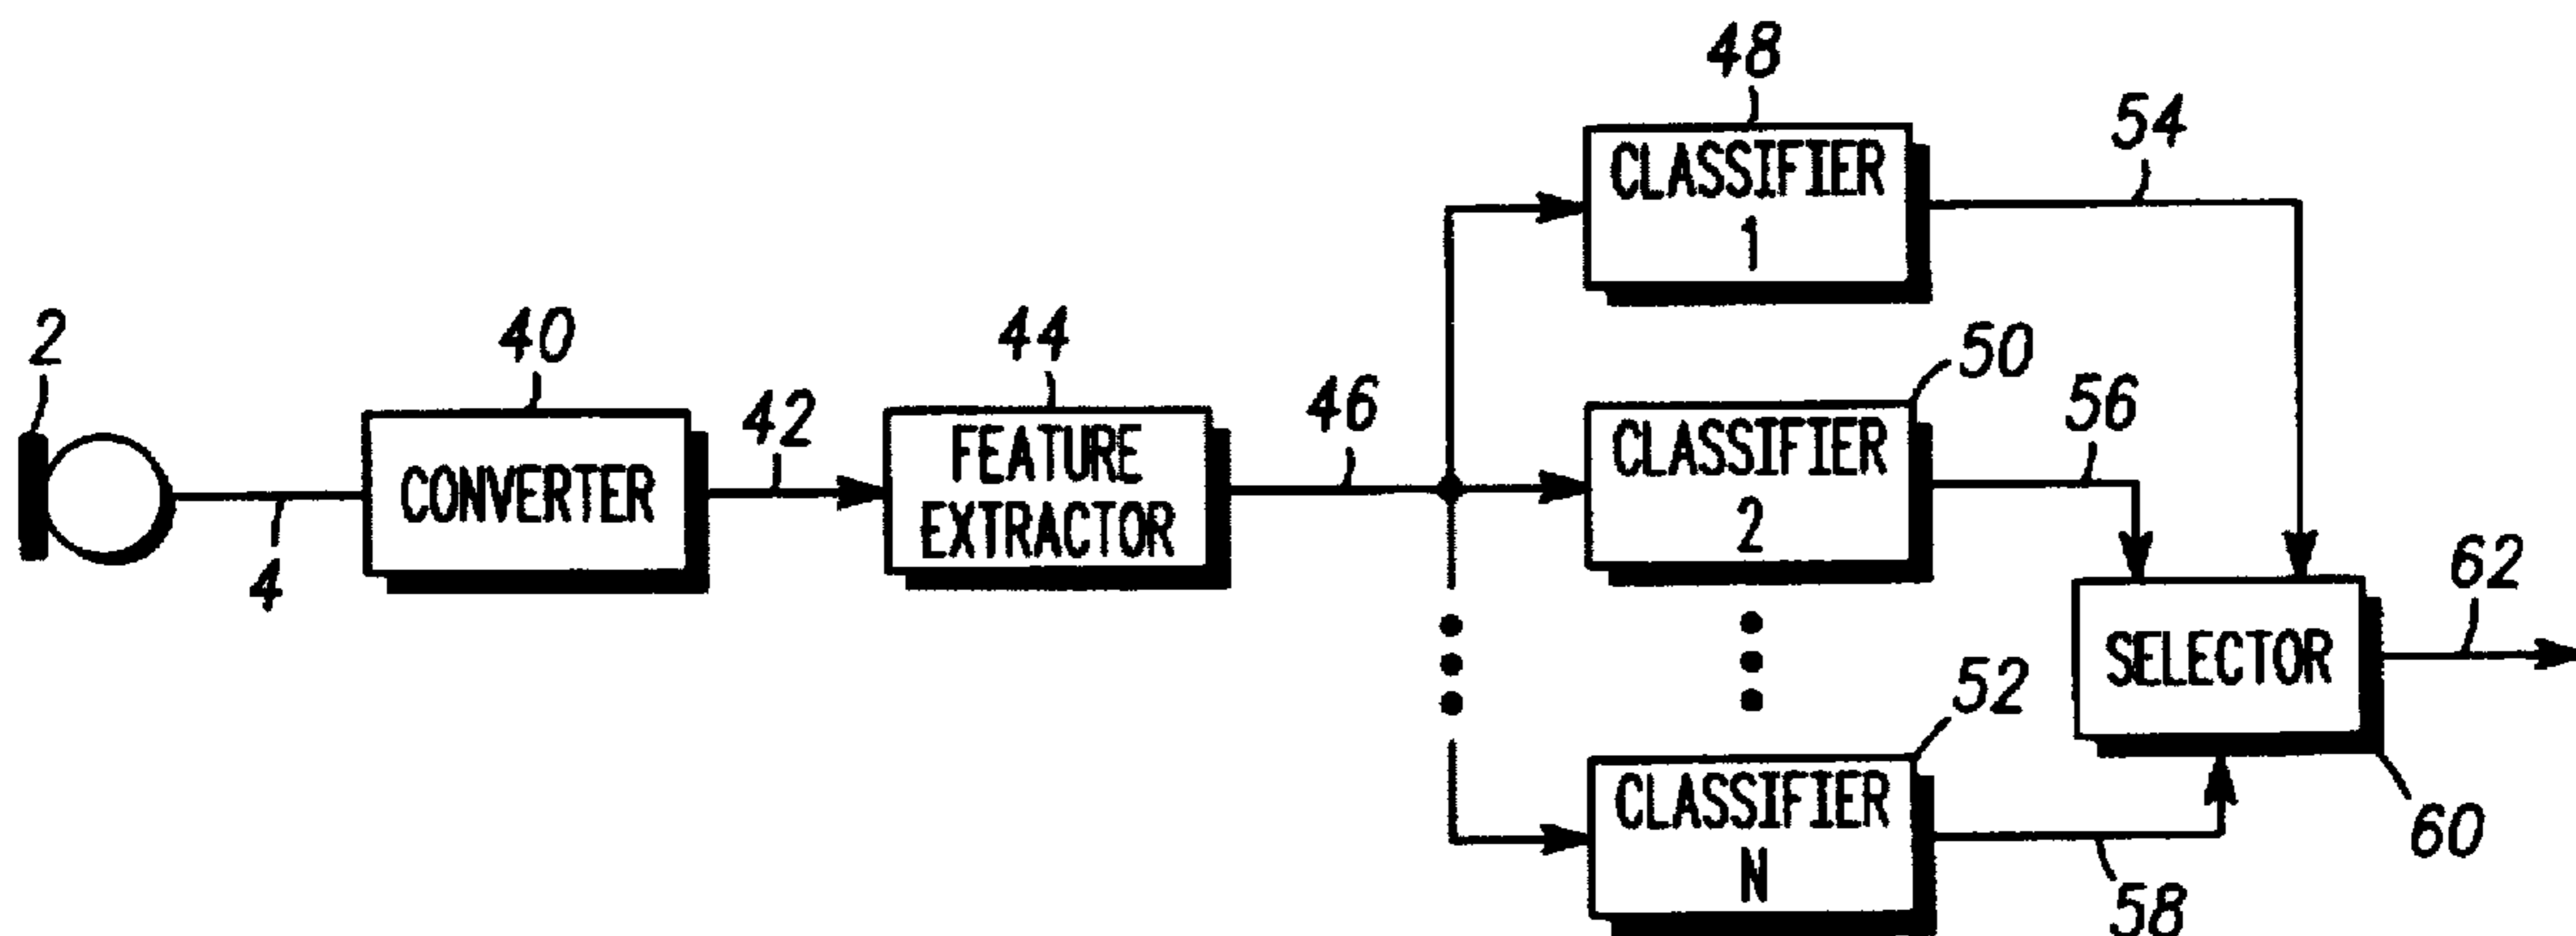 48
54
CLASSIFIER
1
2
40
44
50
42
46
56
CONVERTER
FEATURE
EXTRACTOR
CLASSIFIER
2
4
62
SELECTOR
52
CLASSIFIER
N
60
58